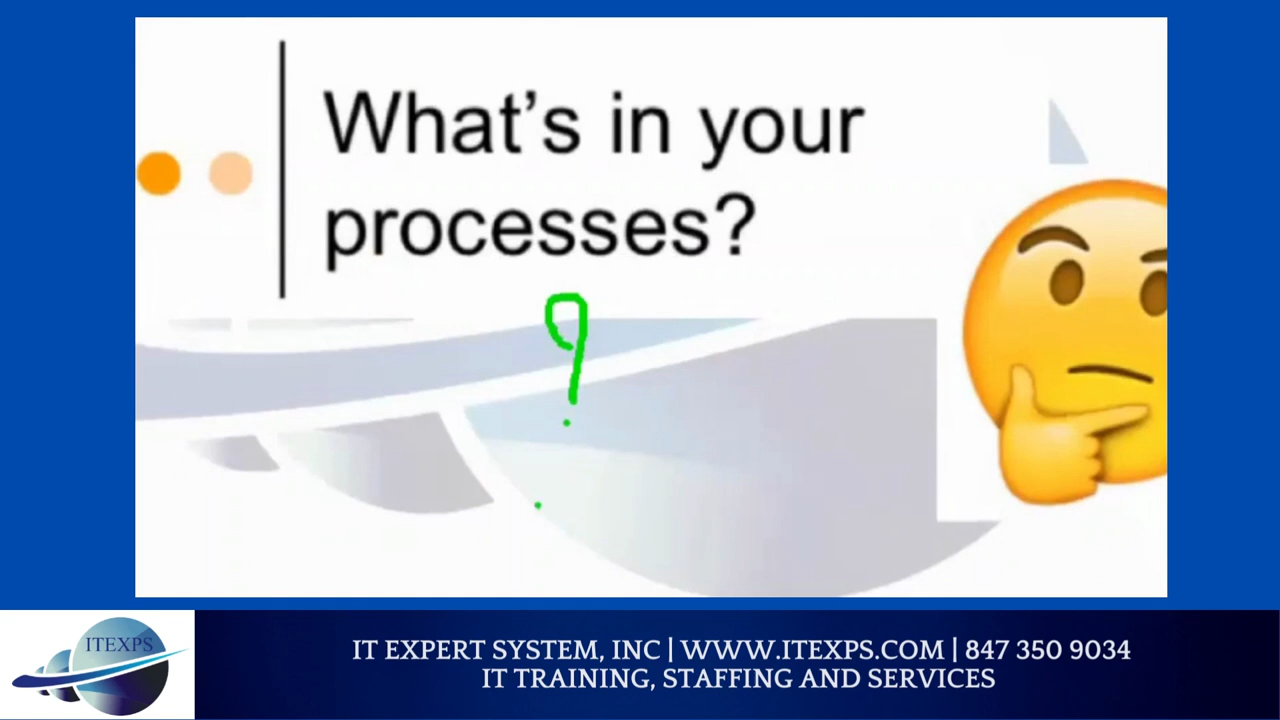 What's in your
processes?
?
ITEXPS
IT EXPERT SYSTEM, INC | WWW.ITEXPS.COM | 847 350 9034
IT TRAINING, STAFFING AND SERVICES